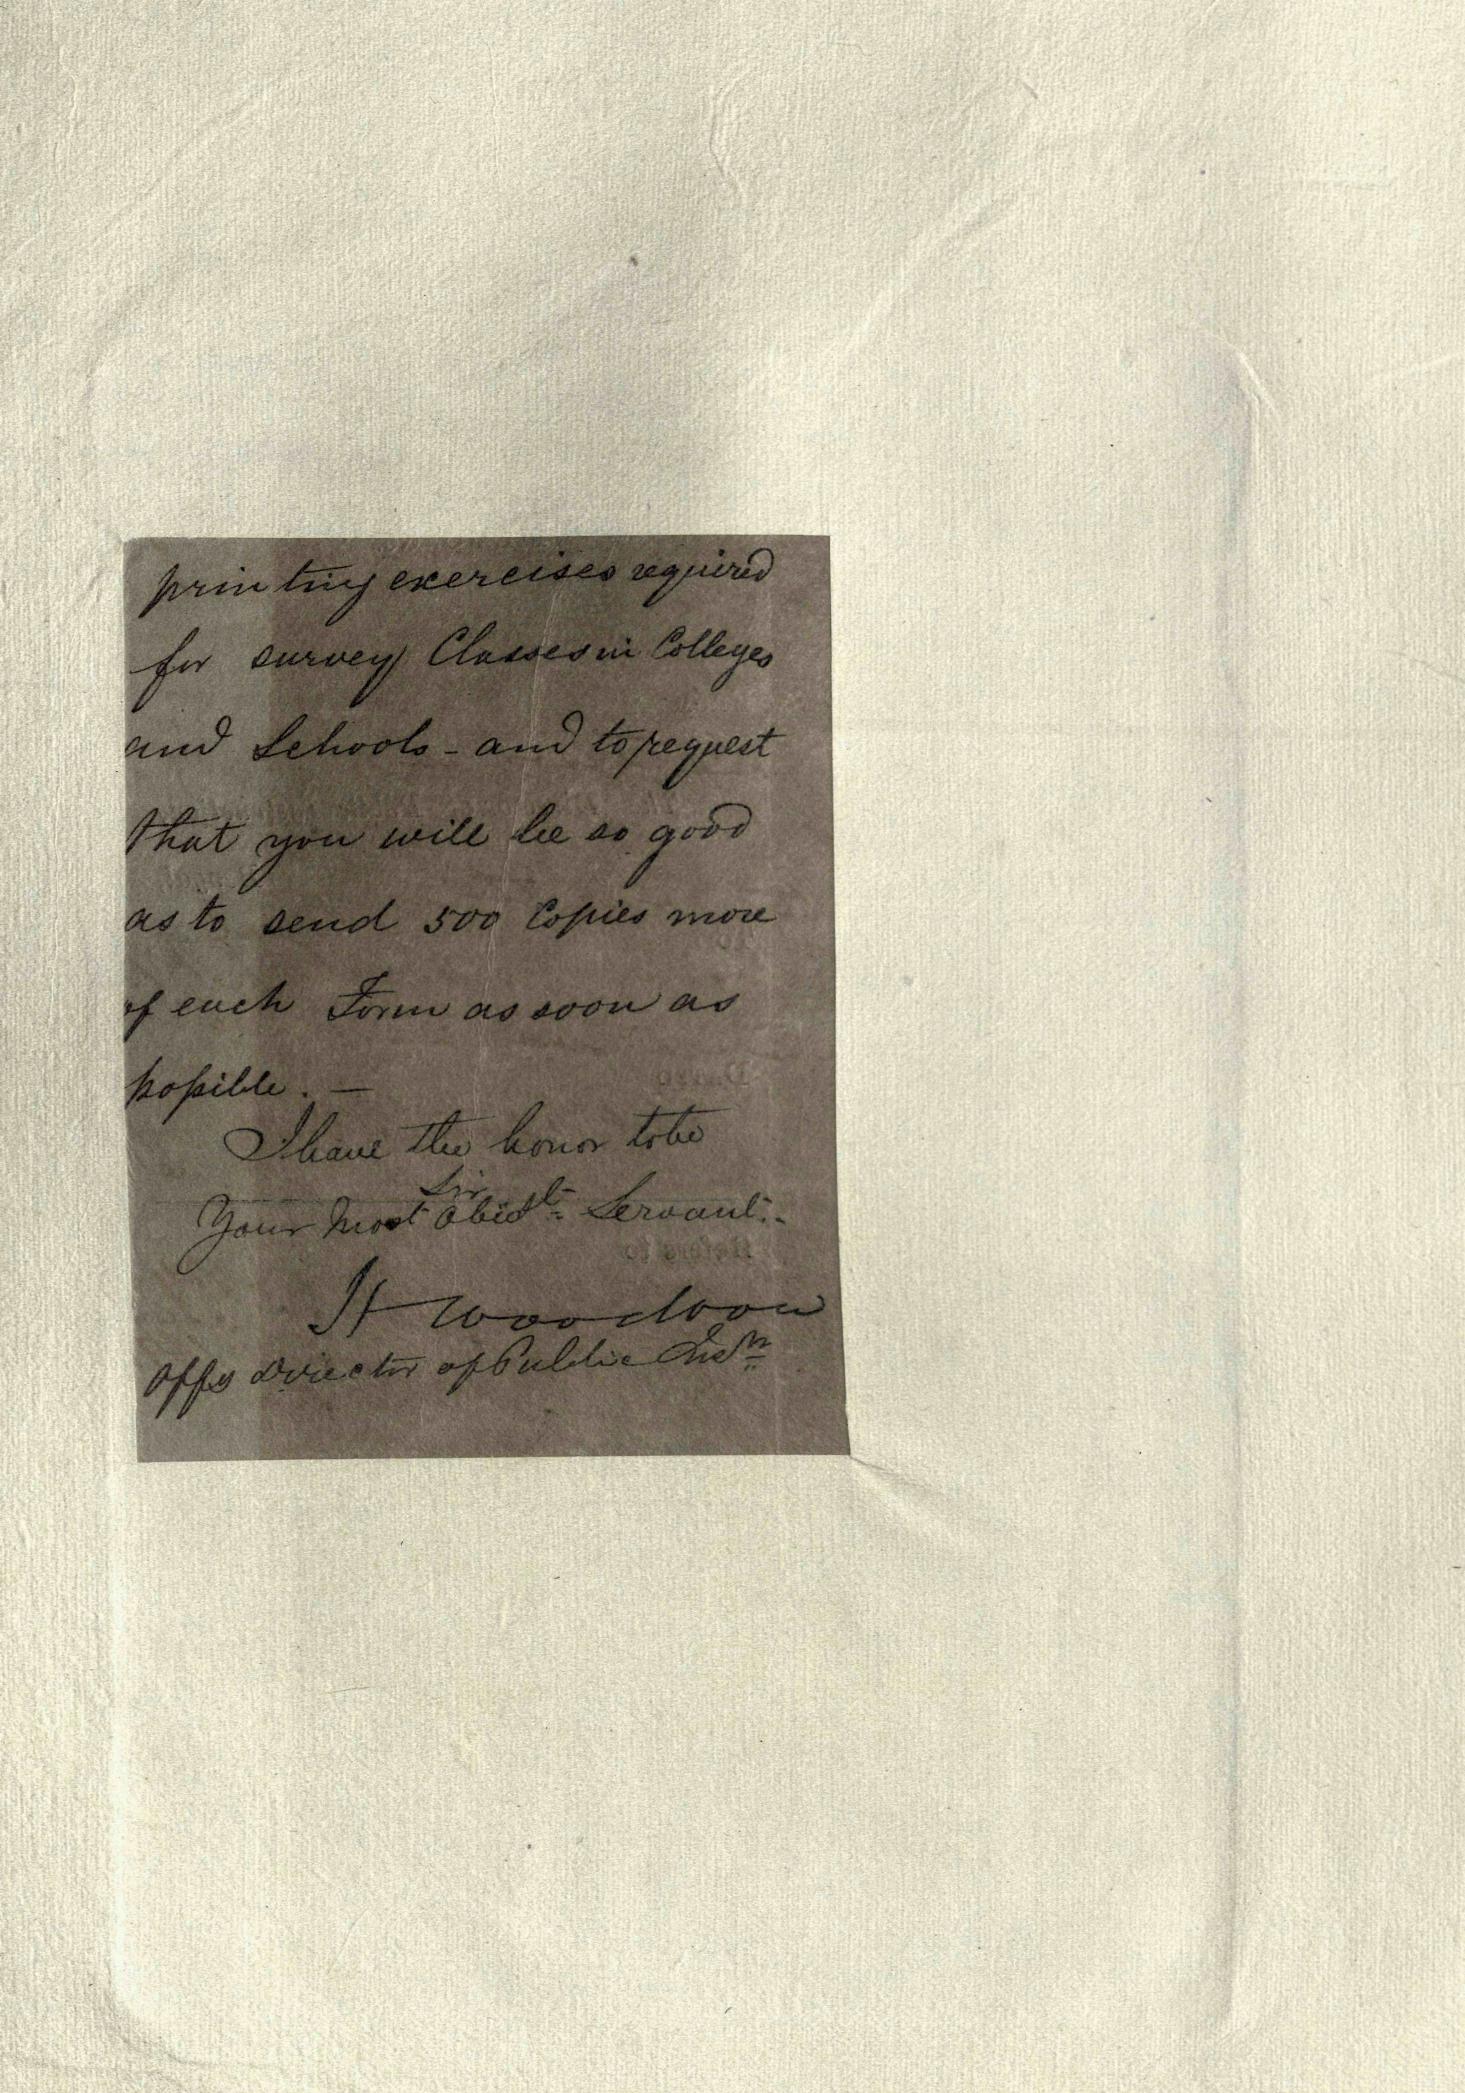 printing exercises required
for survey Classes in Colleges
and Schools - and to request
that you will be so good
as to send 500 Copies more
of each Form as soon as
possible. —
I have the honor to be
Sir
Your Most Obedt. Servant.
H Woodrow
Offg Director of Public Insn